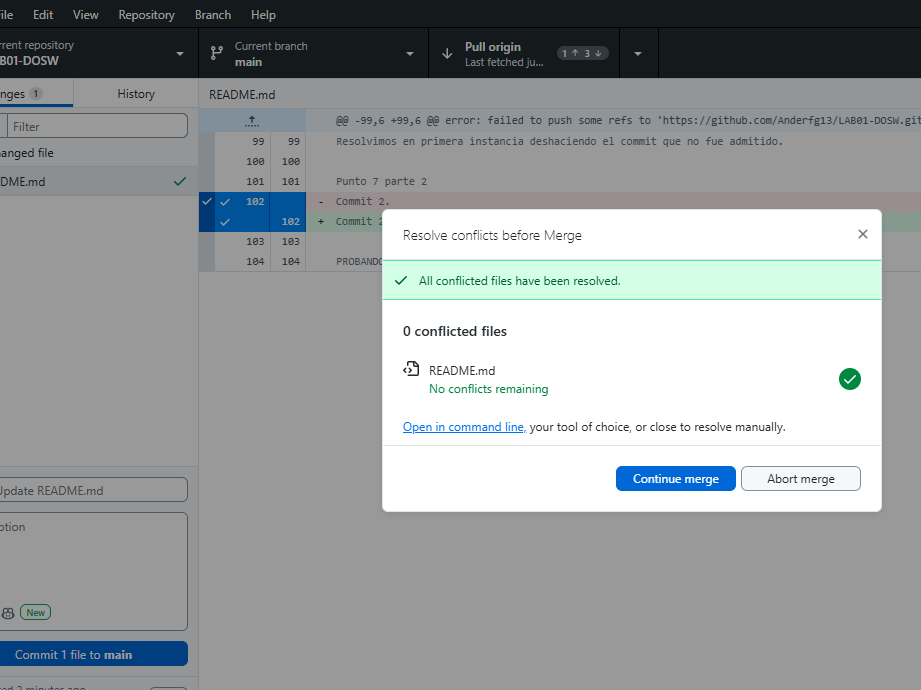 ile Edit View Repository Branch Help
rrent repository
B01-DOSW
Current branch
main
Pull origin
Last fetched ju...
1 3
nges 1
History
README.md
Filter
anged file
DME.md
@@ -99,6 +99,6 @@ error: failed to push some refs to 'https://github.com/Anderfg13/LAB01-DOSW.git
99 99 Resolvimos en primera instancia deshaciendo el commit que no fue admitido.
100 100
101 101 Punto 7 parte 2
102 - Commit 2.
102 + Commit 2
103 103
104 104 PROBANDO
Resolve conflicts before Merge
All conflicted files have been resolved.
0 conflicted files
README.md
No conflicts remaining
Open in command line, your tool of choice, or close to resolve manually.
Continue merge
Abort merge
Update README.md
ption
New
Commit 1 file to main